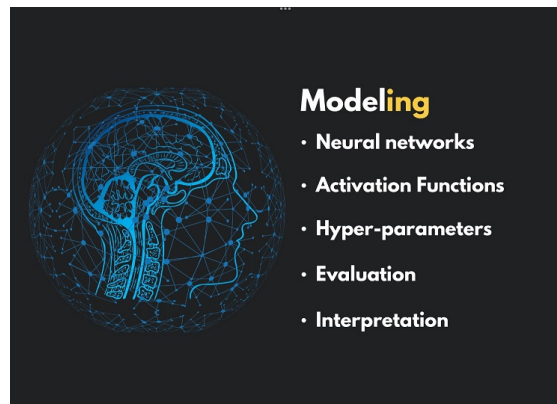 Modeling
• Neural networks
• Activation Functions
• Hyper-parameters
• Evaluation
• Interpretation